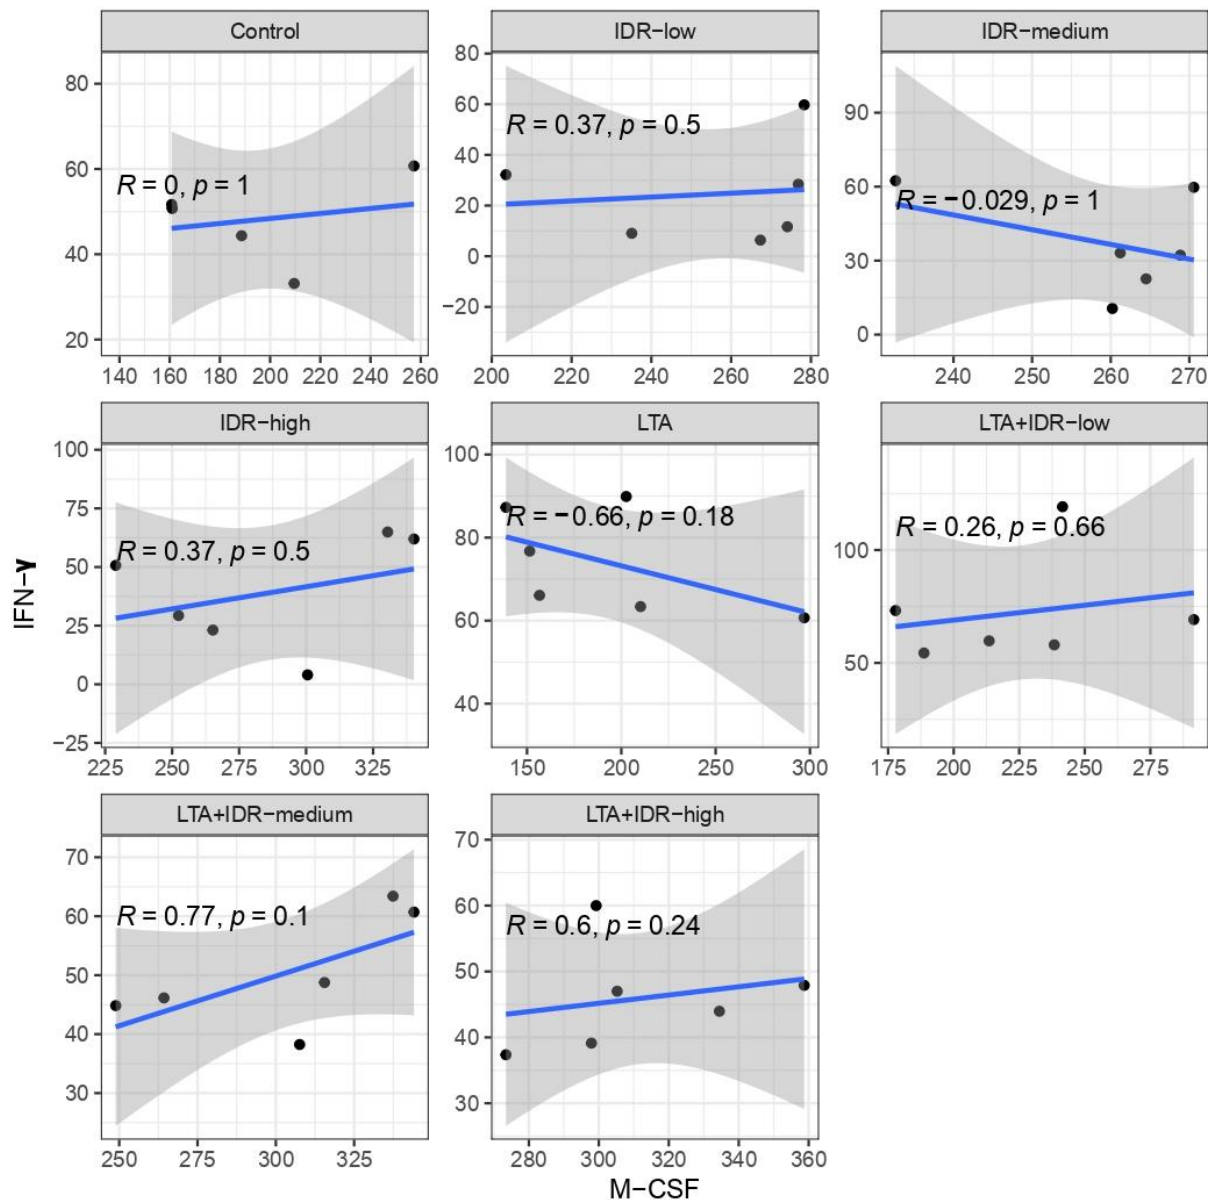 Control
IDR−low
IDR−medium
80
60
40
20
R = 0, p = 1
140 160 180 200 220 240 260
80
60
40
20
0
−20
R = 0.37, p = 0.5
200 220 240 260 280
90
60
30
0
R = −0.029, p = 1
240 250 260 270
IDR−high
LTA
LTA+IDR−low
IFN−γ
100
75
50
25
0
−25
R = 0.37, p = 0.5
225 250 275 300 325
100
80
60
40
R = −0.66, p = 0.18
150 200 250 300
100
50
R = 0.26, p = 0.66
175 200 225 250 275
LTA+IDR−medium
LTA+IDR−high
70
60
50
40
30
R = 0.77, p = 0.1
250 275 300 325
70
60
50
40
30
R = 0.6, p = 0.24
280 300 320 340 360
M−CSF